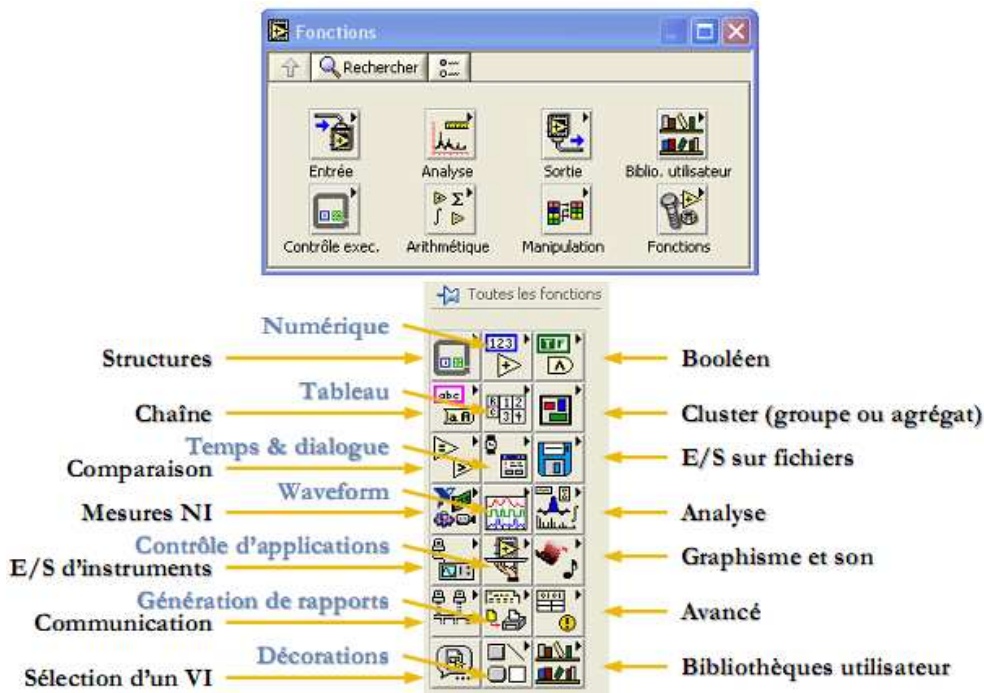 Fonctions
Rechercher
Entrée Analyse Sortie Biblio. utilisateur
Contrôle exec. Arithmétique Manipulation Fonctions
Toutes les fonctions
Numérique
Structures
Booléen
Tableau
Chaîne
Cluster (groupe ou agrégat)
Temps & dialogue
Comparaison
E/S sur fichiers
Waveform
Mesures NI
Analyse
Contrôle d'applications
E/S d'instruments
Graphisme et son
Génération de rapports
Communication
Avancé
Décorations
Sélection d'un VI
Bibliothèques utilisateur